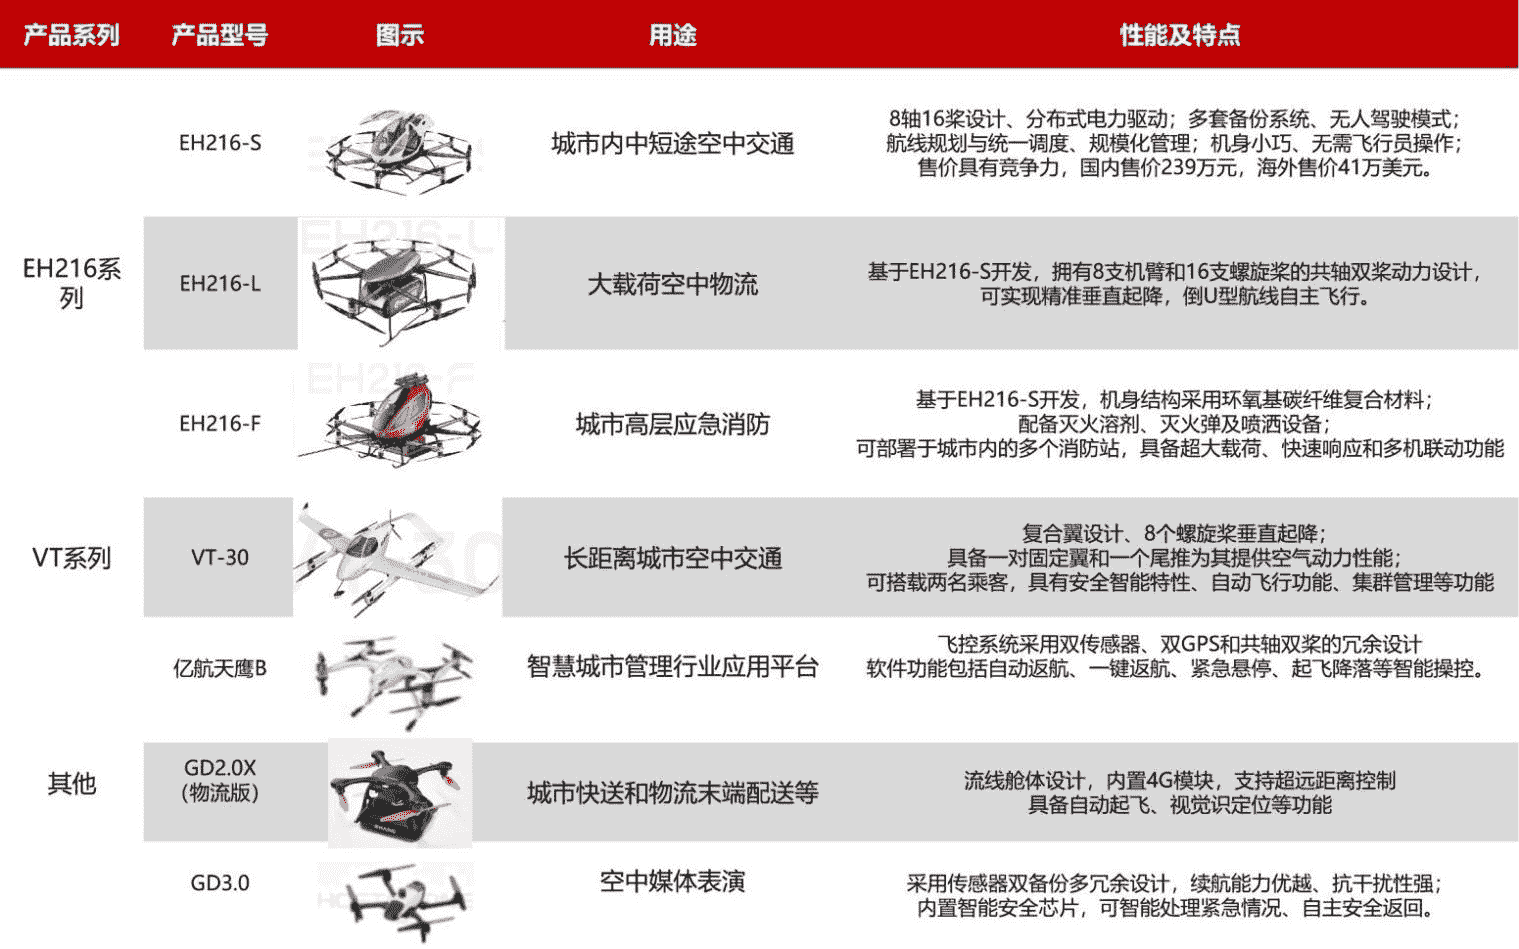 产品系列 产品型号 图示 用途 性能及特点
EH216系
列
EH216-S
城市内中短途空中交通
8轴16桨设计、分布式电力驱动；多套备份系统、无人驾驶模式；
航线规划与统一调度、规模化管理；机身小巧、无需飞行员操作；
售价具有竞争力，国内售价239万元，海外售价41万美元。
EH216-L
EH216-L
大载荷空中物流
基于EH216-S开发，拥有8支机臂和16支螺旋桨的共轴双桨动力设计，
可实现精准垂直起降，倒U型航线自主飞行。
EH216-F
EH216-F
城市高层应急消防
基于EH216-S开发，机身结构采用环氧基碳纤维复合材料；
配备灭火溶剂、灭火弹及喷洒设备；
可部署于城市内的多个消防站，具备超大载荷、快速响应和多机联动功能
VT系列
VT-30
长距离城市空中交通
复合翼设计、8个螺旋桨垂直起降；
具备一对固定翼和一个尾推为其提供空气动力性能；
可搭载两名乘客，具有安全智能特性、自动飞行功能、集群管理等功能
其他
亿航天鹰B
智慧城市管理行业应用平台
飞控系统采用双传感器、双GPS和共轴双桨的冗余设计
软件功能包括自动返航、一键返航、紧急悬停、起飞降落等智能操控。
GD2.0X
（物流版）
EHANG
城市快送和物流末端配送等
流线舱体设计，内置4G模块，支持超远距离控制
具备自动起飞、视觉识定位等功能
GD3.0
空中媒体表演
采用传感器双备份多冗余设计，续航能力优越、抗干扰性强；
内置智能安全芯片，可智能处理紧急情况、自主安全返回。